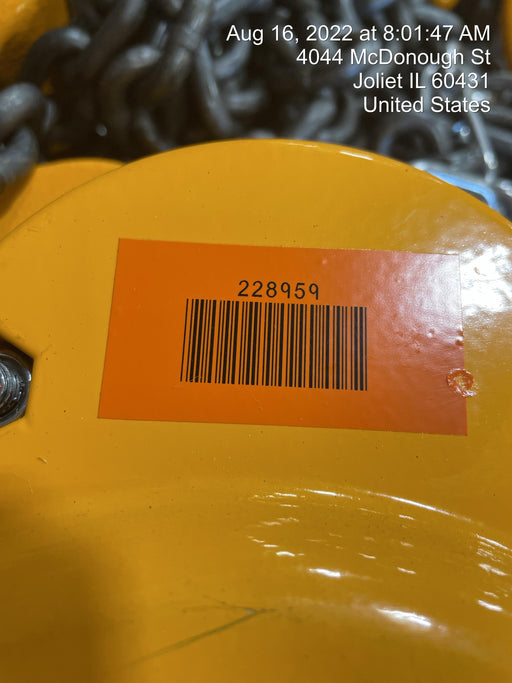 Aug 16, 2022 at 8:01:47 AM
4044 McDonough St
Joliet IL 60431
United States
228959